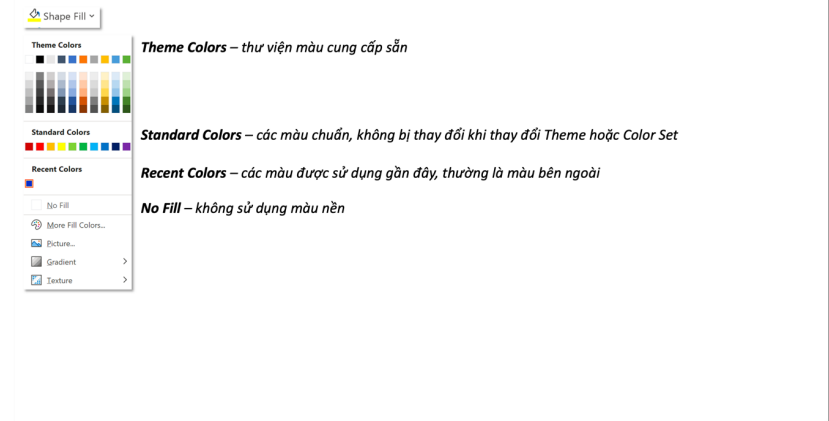 Shape Fill
Theme Colors
Theme Colors – thư viện màu cung cấp sẵn
Standard Colors
Standard Colors – các màu chuẩn, không bị thay đổi khi thay đổi Theme hoặc Color Set
Recent Colors
Recent Colors – các màu được sử dụng gần đây, thường là màu bên ngoài
No Fill
No Fill – không sử dụng màu nền
More Fill Colors...
Picture...
Gradient
Texture